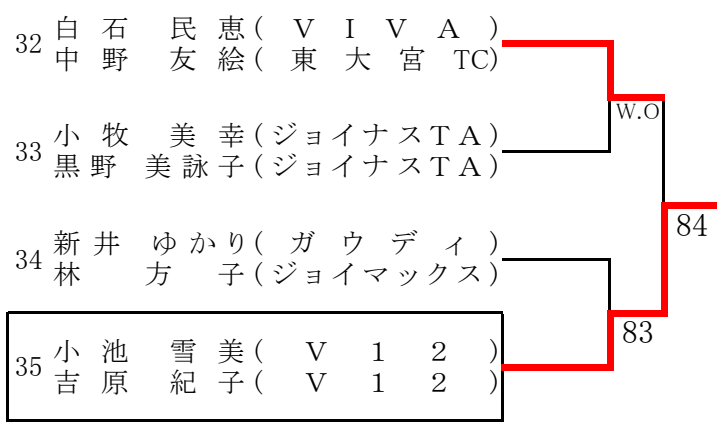 32 白石 民恵(VIVA)
中野 友絵(東大宮TC)
W.O
33 小牧 美幸(ジョイナスTA)
黒野 美詠子(ジョイナスTA)
84
34 新井 ゆかり(ガウディ)
林 方子(ジョイマックス)
83
35 小池 雪美(V12)
吉原 紀子(V12)